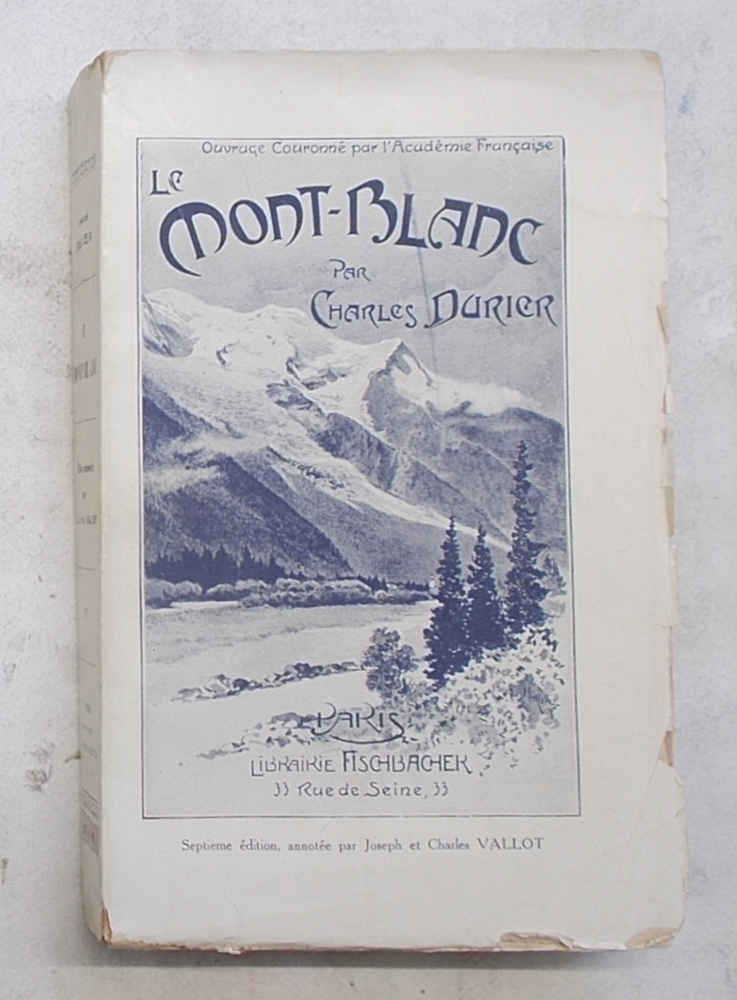 Ouvrage Couronné par l'Académie Française
Le
Mont-Blanc
Par
Charles Durier
Paris
Librairie Fischbacher
33 Rue de Seine, 33
Septième édition, annotée par Joseph et Charles VALLOT